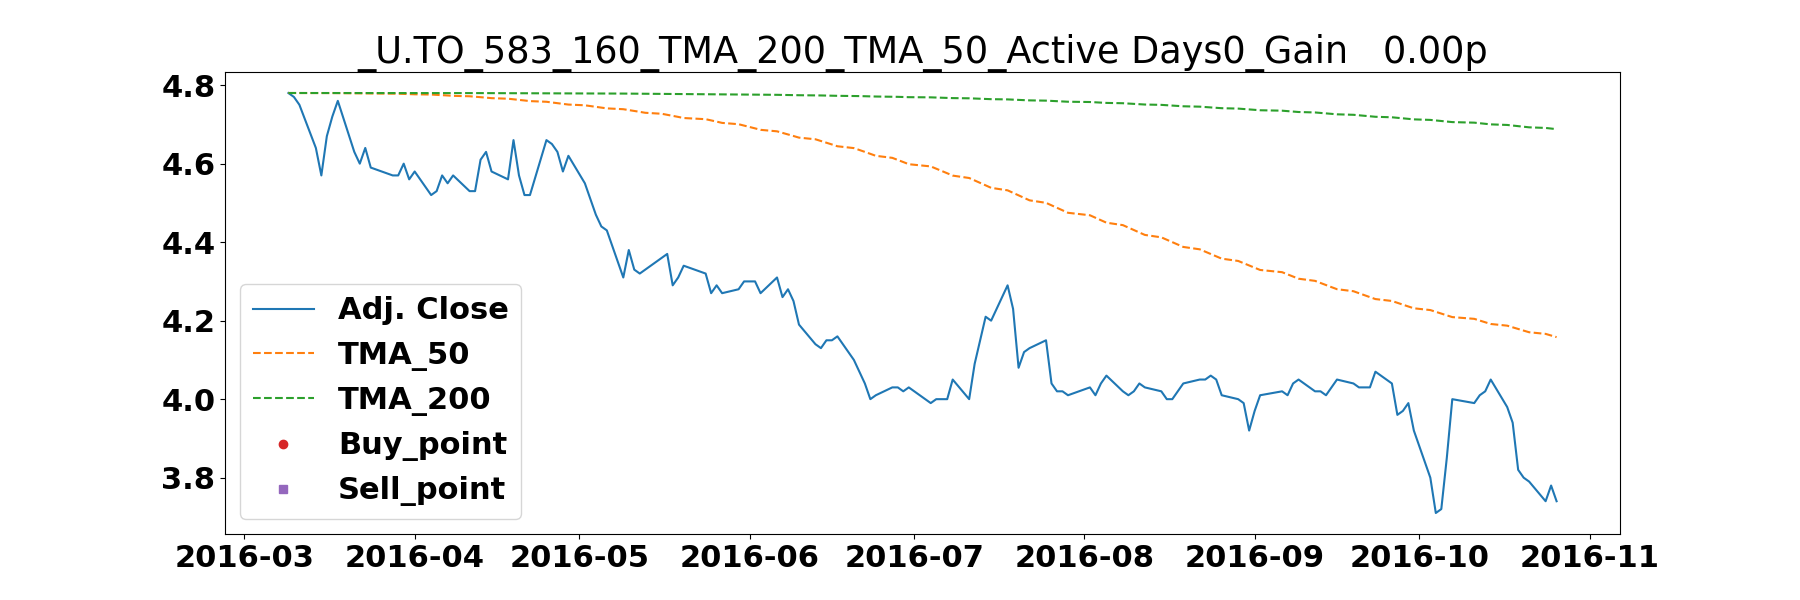 _U.TO_583_160_TMA_200_TMA_50_Active Days0_Gain   0.00p
4.8
4.6
4.4
4.2
4.0
3.8
Adj. Close
TMA_50
TMA_200
Buy_point
Sell_point
2016-03 2016-04 2016-05 2016-06 2016-07 2016-08 2016-09 2016-10 2016-11